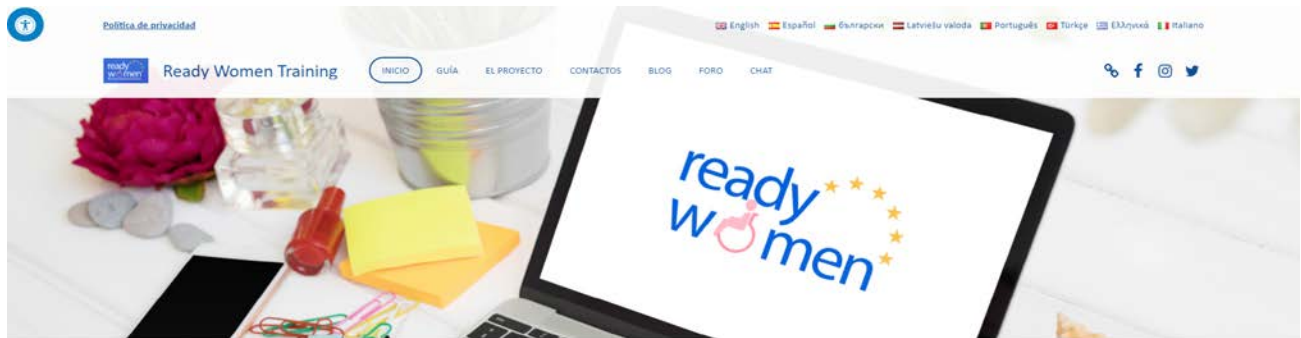 Política de privacidad
English Español български Latviešu valoda Português Türkçe Ελληνικά Italiano
ready women
Ready Women Training
INICIO GUÍA EL PROYECTO CONTACTOS BLOG FORO CHAT
ready
women